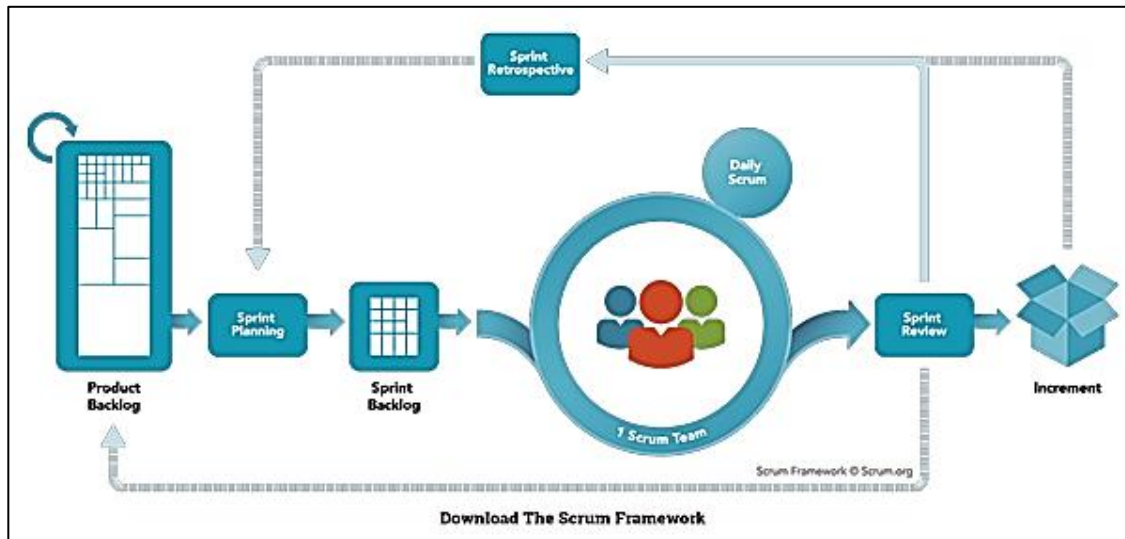 Sprint
Retrospective
Daily
Scrum
Sprint
Planning
Sprint
Review
Product
Backlog
Sprint
Backlog
Increment
1 Scrum Team
Scrum Framework © Scrum.org
Download The Scrum Framework